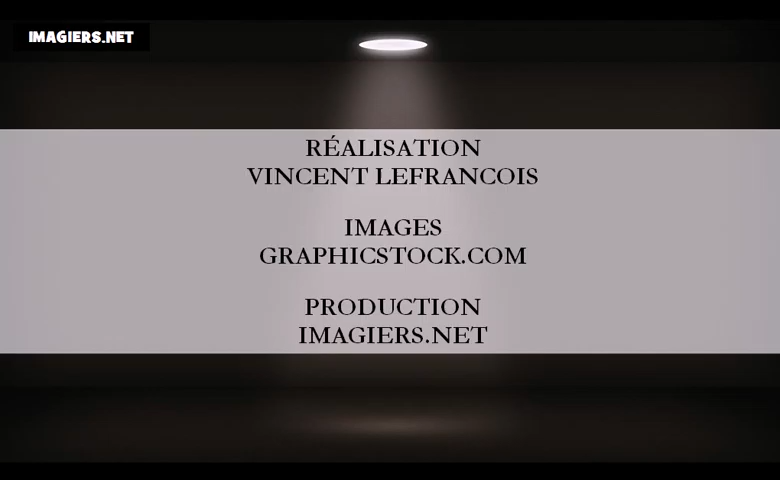 IMAGIERS.NET
RÉALISATION
VINCENT LEFRANCOIS
IMAGES
GRAPHICSTOCK.COM
PRODUCTION
IMAGIERS.NET